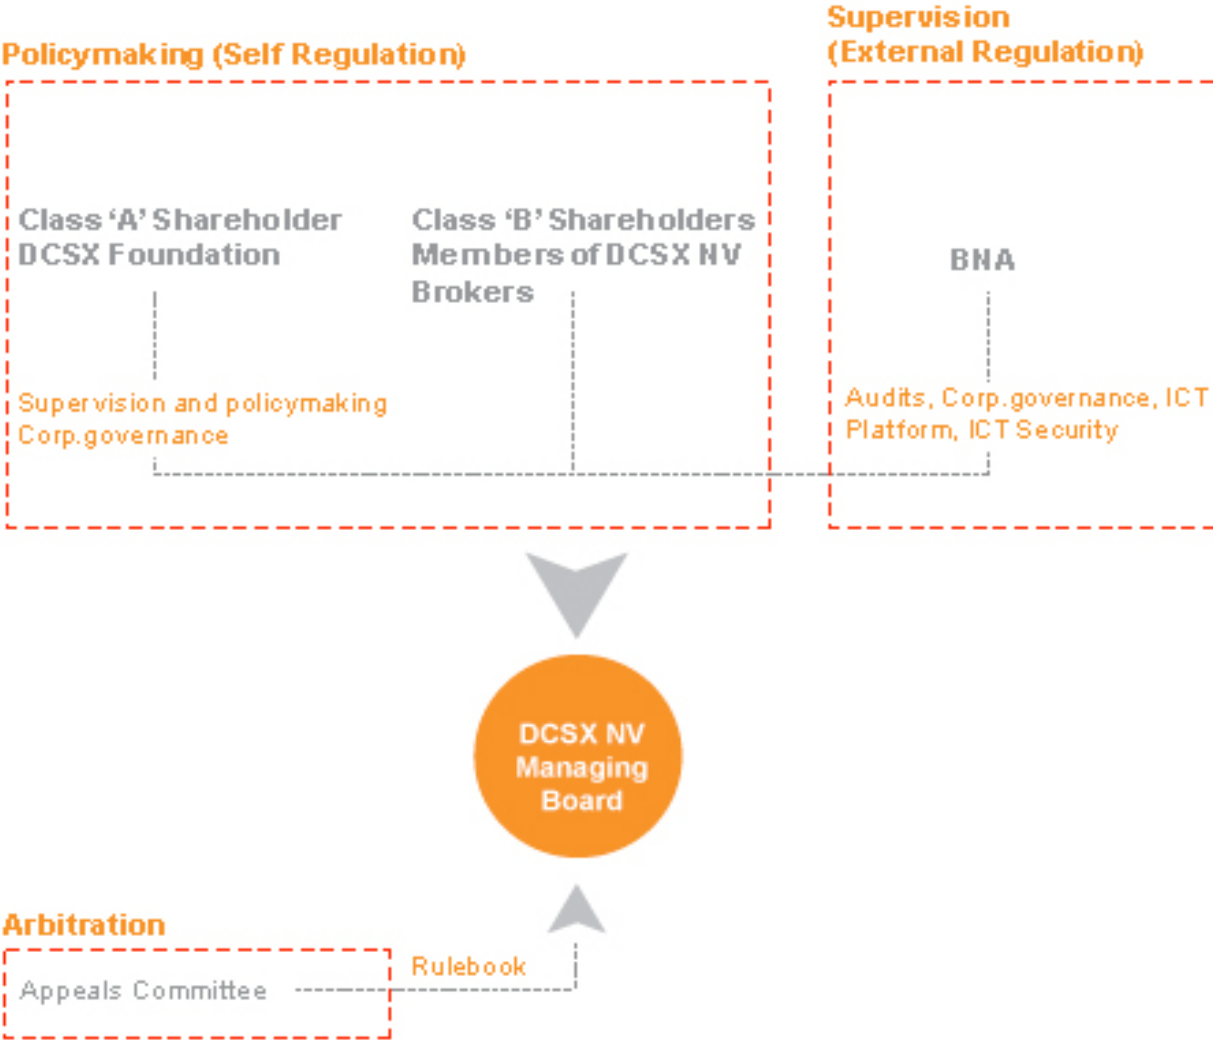 Policymaking (Self Regulation)
Supervision
(External Regulation)
Class ‘A’ Shareholder
DCSX Foundation
Class ‘B’ Shareholders
Members of DCSX NV
Brokers
BNA
Supervision and policymaking
Corp.governance
Audits, Corp.governance, ICT
Platform, ICT Security
DCSX NV
Managing
Board
Arbitration
Appeals Committee
Rulebook